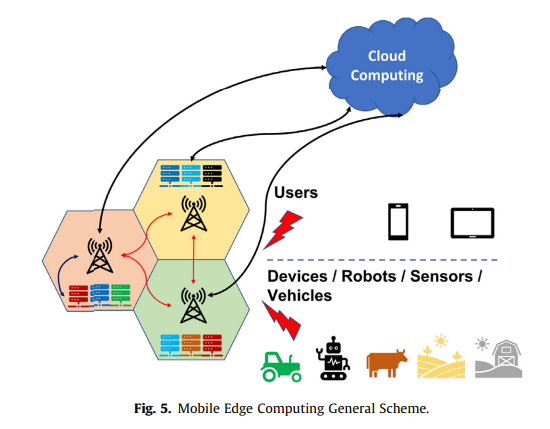 Cloud
Computing
Users
Devices / Robots / Sensors /
Vehicles
Fig. 5. Mobile Edge Computing General Scheme.